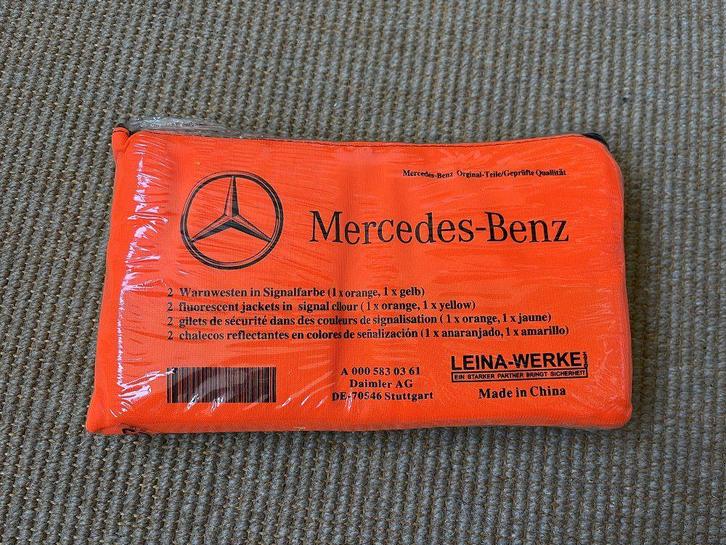 Mercedes-Benz Orginal-Teile/Geprüfte Quallität
Mercedes-Benz
2 Warnwesten in Signalfarbe (1 x orange, 1 x gelb)
2 fluorescent jackets in signal cllour (1 x orange, 1 x yellow)
2 gilets de sécurité dans des couleurs de signalisation (1 x orange, 1 x jaune)
2 chalecos reflectantes en colores de señalización (1 x anaranjado, 1 x amarillo)
A 000 583 03 61
Daimler AG
DE-70546 Stuttgart
LEINA-WERKE
EIN STARKER PARTNER BRINGT SICHERHEIT
Made in China